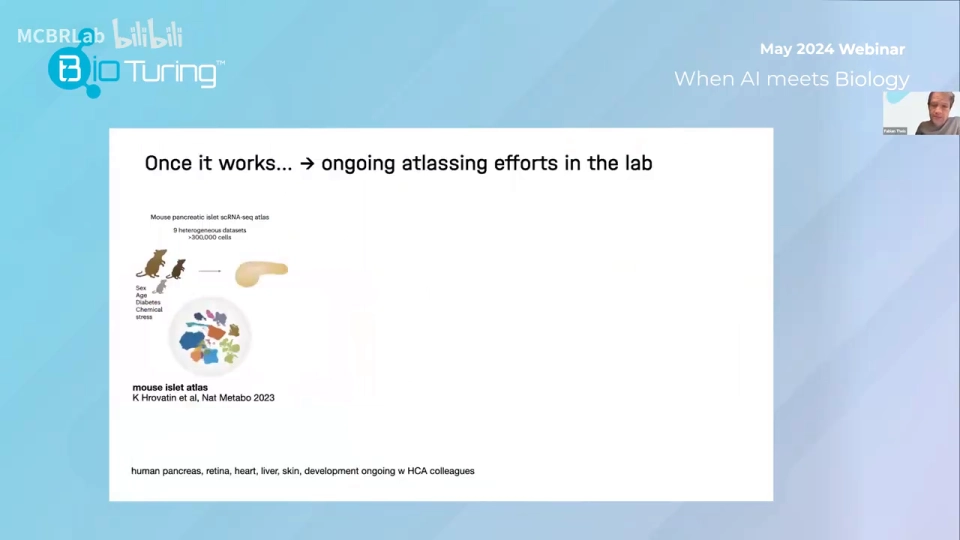 MCBRLab bilibili
BioTuring™
May 2024 Webinar
When AI meets Biology
Once it works... → ongoing atlassing efforts in the lab
Mouse pancreatic islet scRNA-seq atlas
9 heterogeneous datasets
>300,000 cells
Sex
Age
Diabetes
Chemical
stress
mouse islet atlas
K Hrovatin et al, Nat Metabo 2023
human pancreas, retina, heart, liver, skin, development ongoing w HCA colleagues